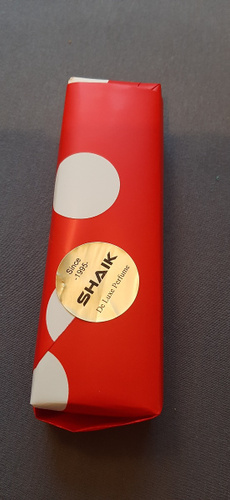 Since
-1995-
SHAIK
De Luxe Perfume